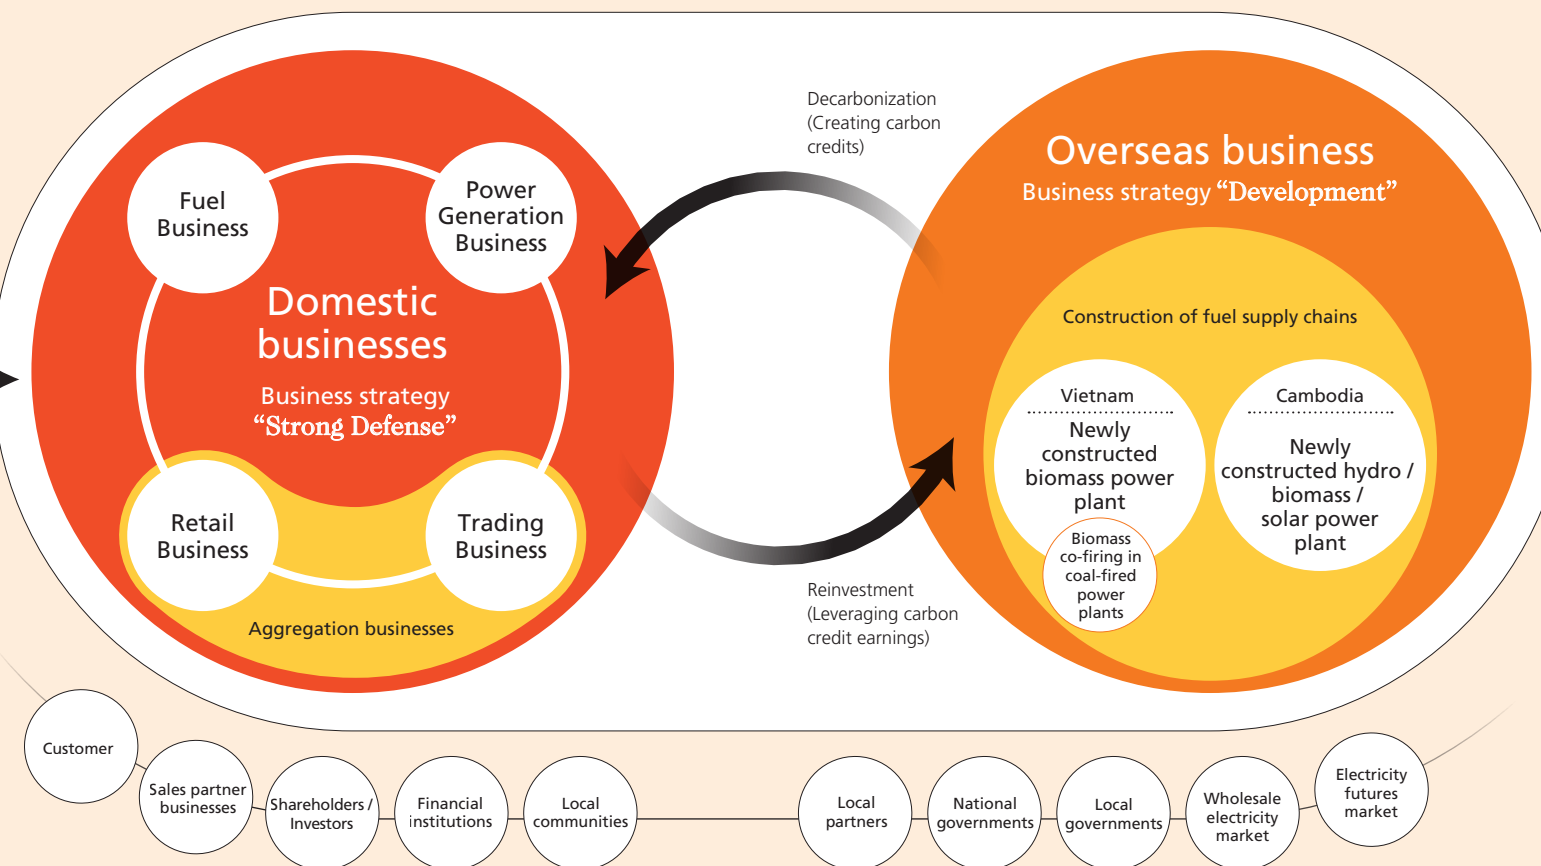 Decarbonization
(Creating carbon
credits)
Fuel
Business
Power
Generation
Business
Domestic
businesses
Business strategy
“Strong Defense”
Retail
Business
Trading
Business
Aggregation businesses
Overseas business
Business strategy “Development”
Construction of fuel supply chains
Vietnam
Newly
constructed
biomass power
plant
Biomass
co-firing in
coal-fired
power
plants
Cambodia
Newly
constructed hydro /
biomass /
solar power
plant
Reinvestment
(Leveraging carbon
credit earnings)
Customer
Sales partner
businesses
Shareholders /
Investors
Financial
institutions
Local
communities
Local
partners
National
governments
Local
governments
Wholesale
electricity
market
Electricity
futures
market